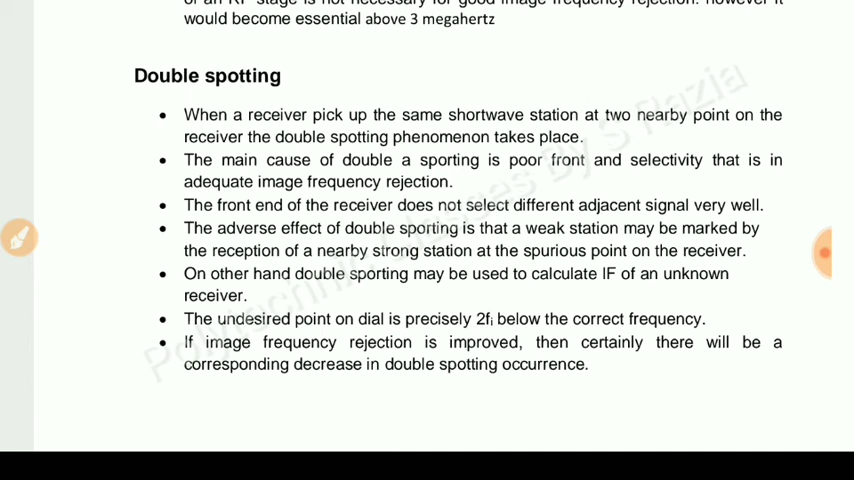 would become essential above 3 megahertz
Double spotting
• When a receiver pick up the same shortwave station at two nearby point on the
receiver the double spotting phenomenon takes place.
• The main cause of double a sporting is poor front and selectivity that is in
adequate image frequency rejection.
• The front end of the receiver does not select different adjacent signal very well.
• The adverse effect of double sporting is that a weak station may be marked by
the reception of a nearby strong station at the spurious point on the receiver.
• On other hand double sporting may be used to calculate IF of an unknown
receiver.
• The undesired point on dial is precisely 2fi below the correct frequency.
• If image frequency rejection is improved, then certainly there will be a
corresponding decrease in double spotting occurrence.
Polytechnic Classes By S Razia